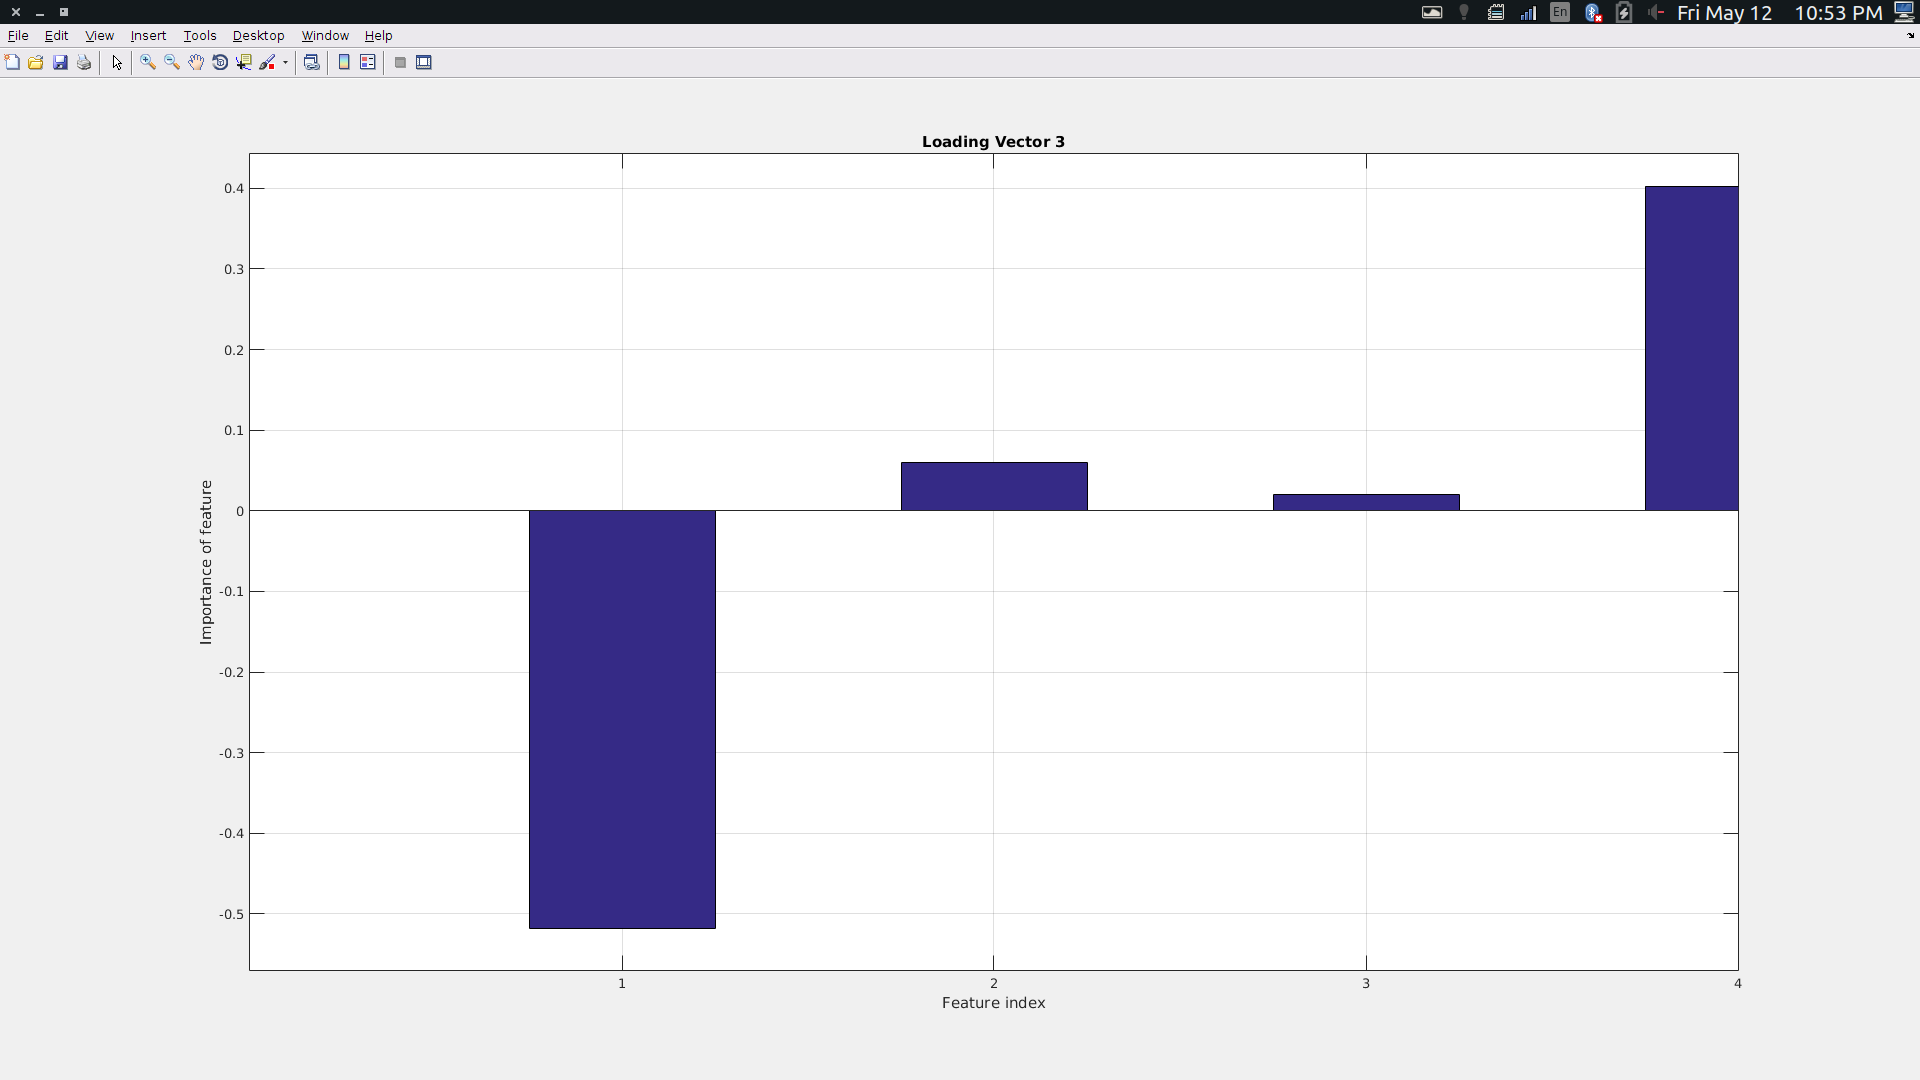 En Fri May 12 10:53 PM
File Edit View Insert Tools Desktop Window Help
Loading Vector 3
0.4
0.3
0.2
0.1
0
-0.1
-0.2
-0.3
-0.4
-0.5
Importance of feature
1 2 3 4
Feature index